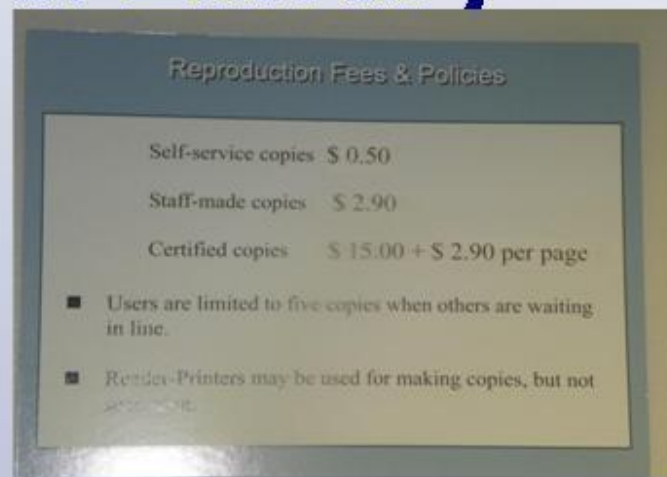 Reproduction Fees & Policies
Self-service copies $ 0.50
Staff-made copies $ 2.90
Certified copies $ 15.00 + $ 2.90 per page
■ Users are limited to five copies when others are waiting
in line.
■ Reader-Printers may be used for making copies, but not